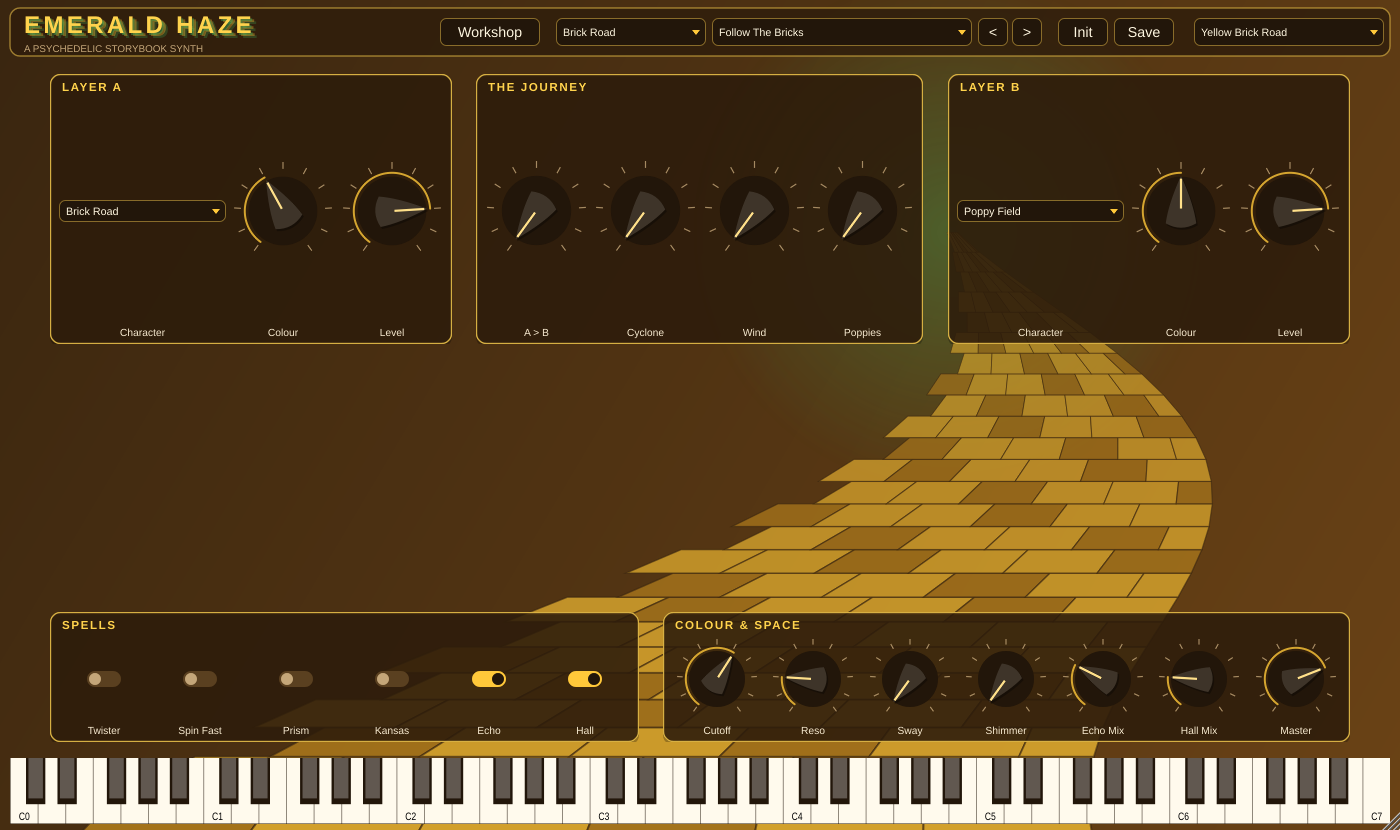 EMERALD HAZE
A PSYCHEDELIC STORYBOOK SYNTH
Workshop
Brick Road
Follow The Bricks
<
>
Init
Save
Yellow Brick Road
LAYER A
Brick Road
Character
Colour
Level
THE JOURNEY
A > B
Cyclone
Wind
Poppies
LAYER B
Poppy Field
Character
Colour
Level
SPELLS
Twister
Spin Fast
Prism
Kansas
Echo
Hall
COLOUR & SPACE
Cutoff
Reso
Sway
Shimmer
Echo Mix
Hall Mix
Master
C0
C1
C2
C3
C4
C5
C6
C7